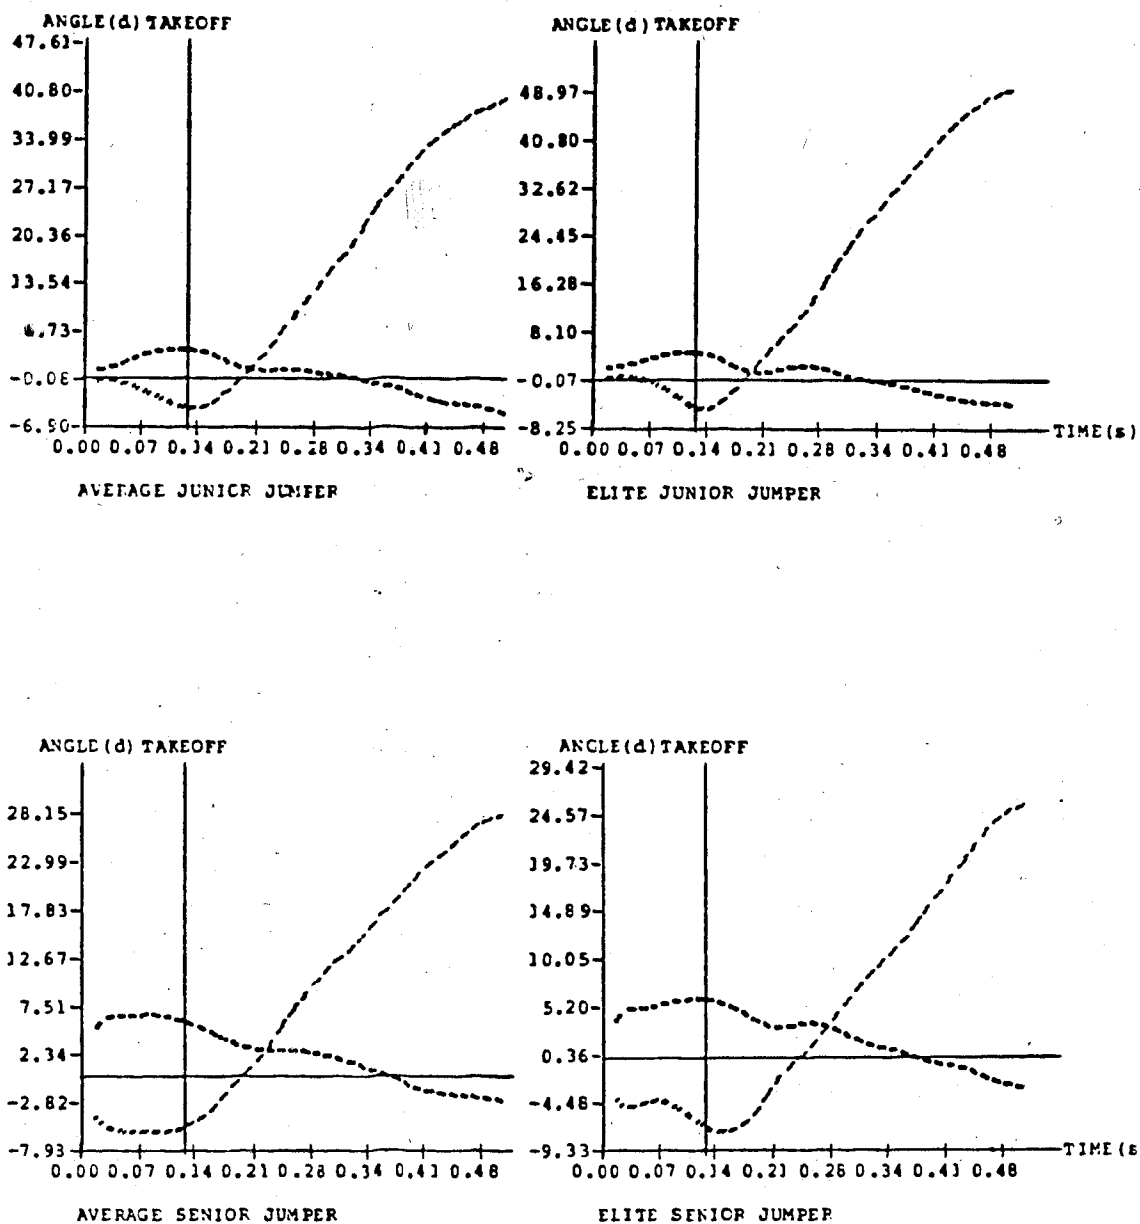 ANGLE(d) TAKEOFF
47.61
40.80
33.99
27.17
20.36
13.54
6.73
-0.08
-6.90
0.00 0.07 0.14 0.21 0.28 0.34 0.41 0.48
AVERAGE JUNIOR JUMPER
ANGLE(d) TAKEOFF
48.97
40.80
32.62
24.45
16.28
8.10
-0.07
-8.25
0.00 0.07 0.14 0.21 0.28 0.34 0.41 0.48
TIME(s)
ELITE JUNIOR JUMPER
ANGLE(d) TAKEOFF
28.15
22.99
17.83
12.67
7.51
2.34
-2.82
-7.93
0.00 0.07 0.14 0.21 0.28 0.34 0.41 0.48
AVERAGE SENIOR JUMPER
ANGLE(d) TAKEOFF
29.42
24.57
19.73
14.89
10.05
5.20
0.36
-4.48
-9.33
0.00 0.07 0.14 0.21 0.28 0.34 0.41 0.48
TIME(s
ELITE SENIOR JUMPER